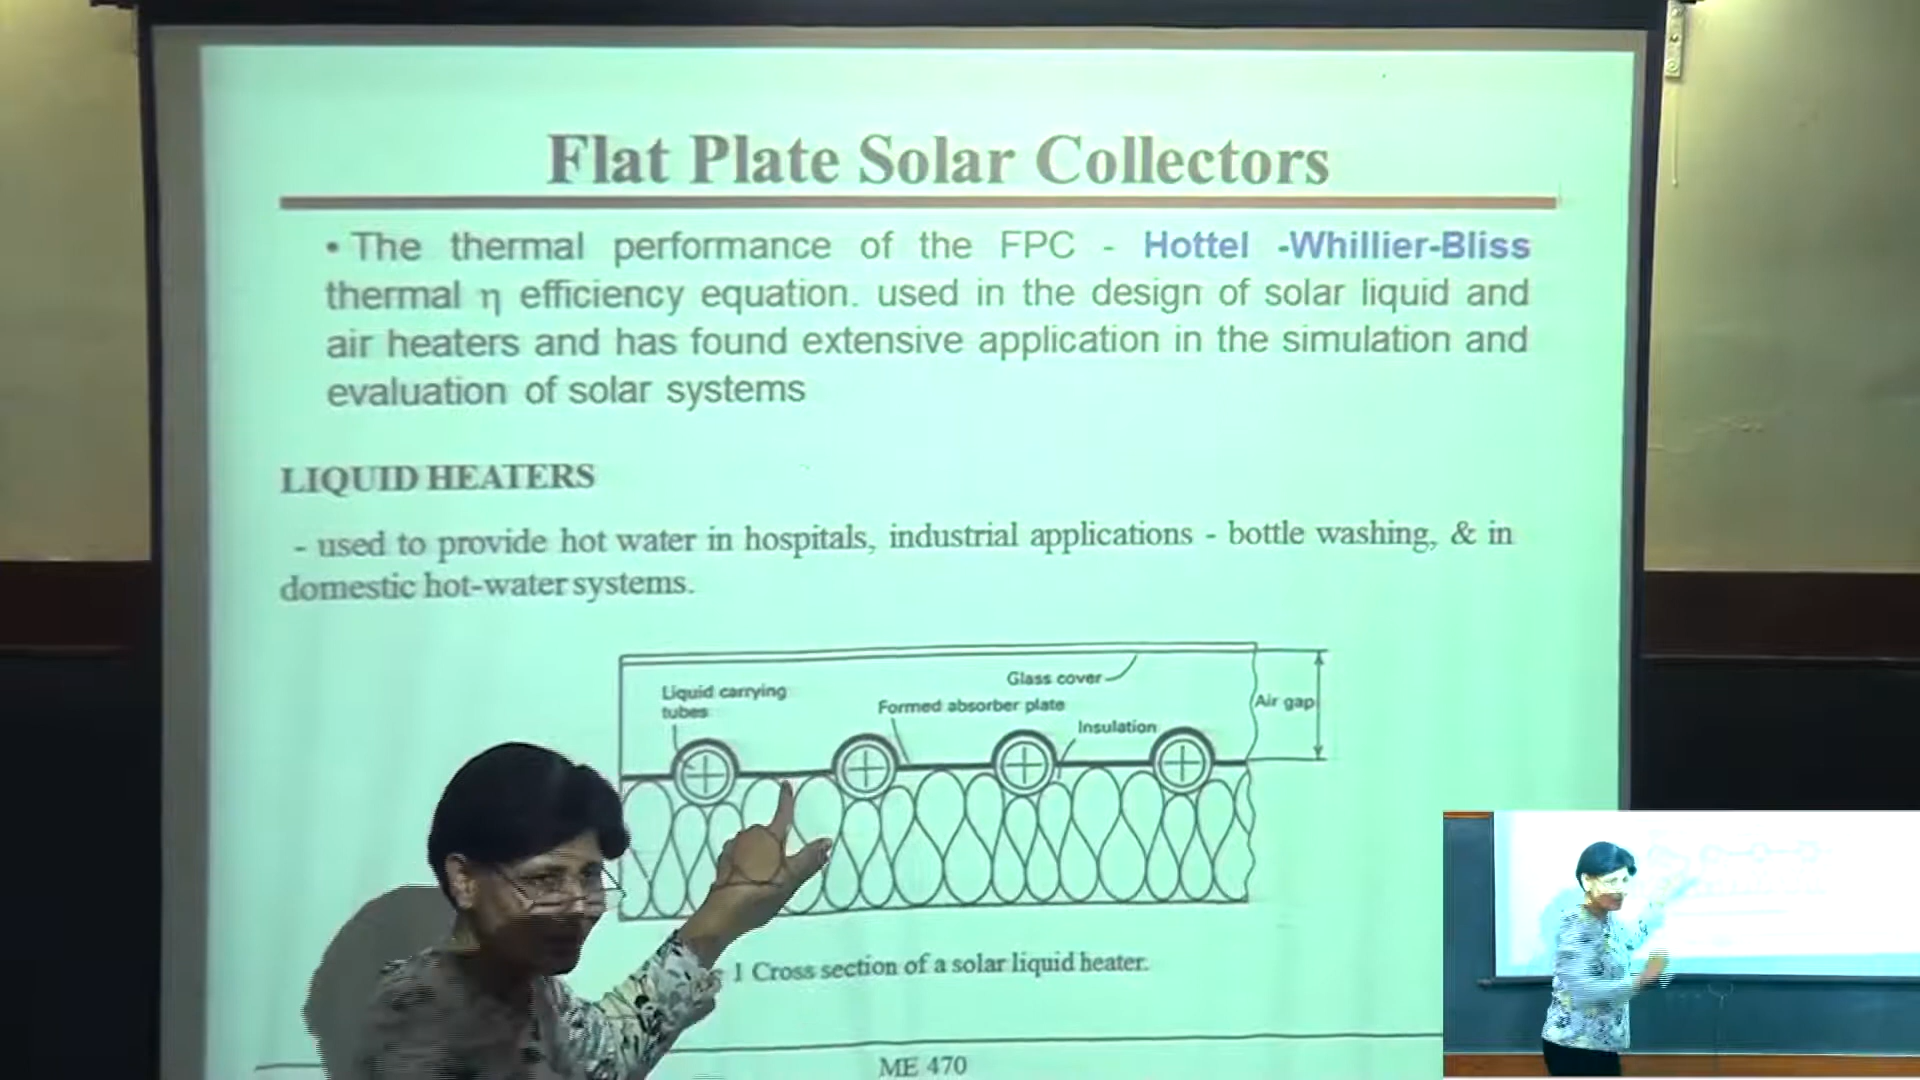 Flat Plate Solar Collectors
• The thermal performance of the FPC - Hottel -Whillier-Bliss
thermal η efficiency equation. used in the design of solar liquid and
air heaters and has found extensive application in the simulation and
evaluation of solar systems
LIQUID HEATERS
- used to provide hot water in hospitals, industrial applications - bottle washing, & in
domestic hot-water systems.
Glass cover
Liquid carrying
tubes
Formed absorber plate
Air gap
Insulation
1 Cross section of a solar liquid heater.
ME 470